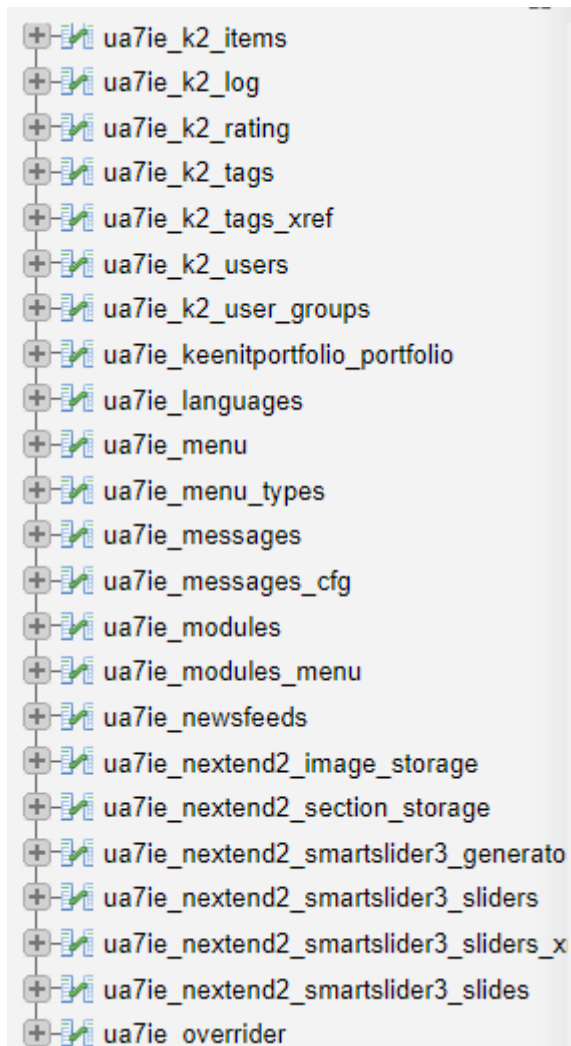 ua7ie_k2_items
ua7ie_k2_log
ua7ie_k2_rating
ua7ie_k2_tags
ua7ie_k2_tags_xref
ua7ie_k2_users
ua7ie_k2_user_groups
ua7ie_keenitportfolio_portfolio
ua7ie_languages
ua7ie_menu
ua7ie_menu_types
ua7ie_messages
ua7ie_messages_cfg
ua7ie_modules
ua7ie_modules_menu
ua7ie_newsfeeds
ua7ie_nextend2_image_storage
ua7ie_nextend2_section_storage
ua7ie_nextend2_smartslider3_generato
ua7ie_nextend2_smartslider3_sliders
ua7ie_nextend2_smartslider3_sliders_x
ua7ie_nextend2_smartslider3_slides
ua7ie_overrider